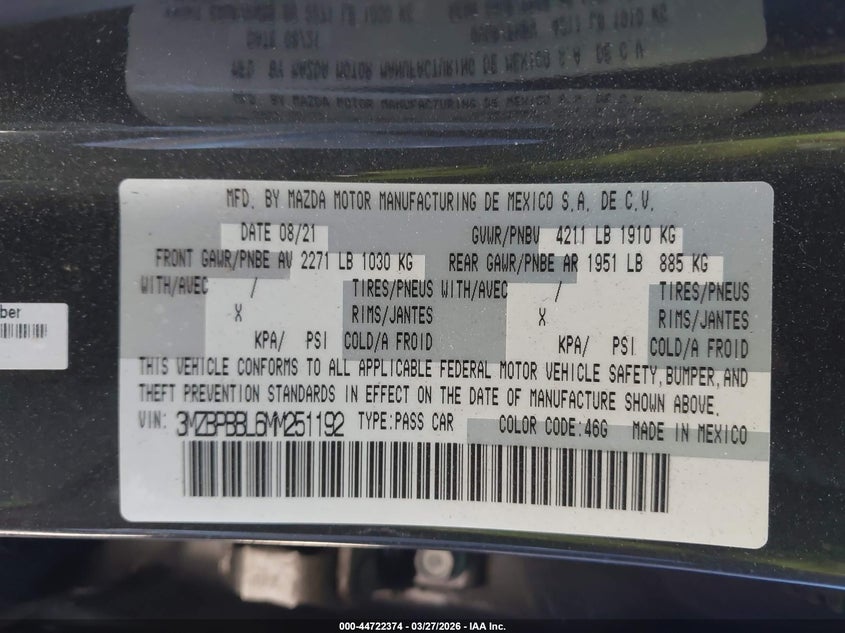 MFD. BY MAZDA MOTOR MANUFACTURING DE MEXICO S.A. DE C.V.
DATE 08/21 GVWR/PNBV 4211 LB 1910 KG
FRONT GAWR/PNBE AV 2271 LB 1030 KG REAR GAWR/PNBE AR 1951 LB 885 KG
WITH/AVEC / TIRES/PNEUS WITH/AVEC / TIRES/PNEUS
X RIMS/JANTES X RIMS/JANTES
KPA/ PSI COLD/A FROID KPA/ PSI COLD/A FROID
THIS VEHICLE CONFORMS TO ALL APPLICABLE FEDERAL MOTOR VEHICLE SAFETY, BUMPER, AND
THEFT PREVENTION STANDARDS IN EFFECT ON THE DATE OF MANUFACTURE SHOWN ABOVE.
VIN: 3MZBPBBL6MM251192 TYPE:PASS CAR COLOR CODE:46G MADE IN MEXICO
ber
000-44722374 | 03/27/2026 - IAA Inc.